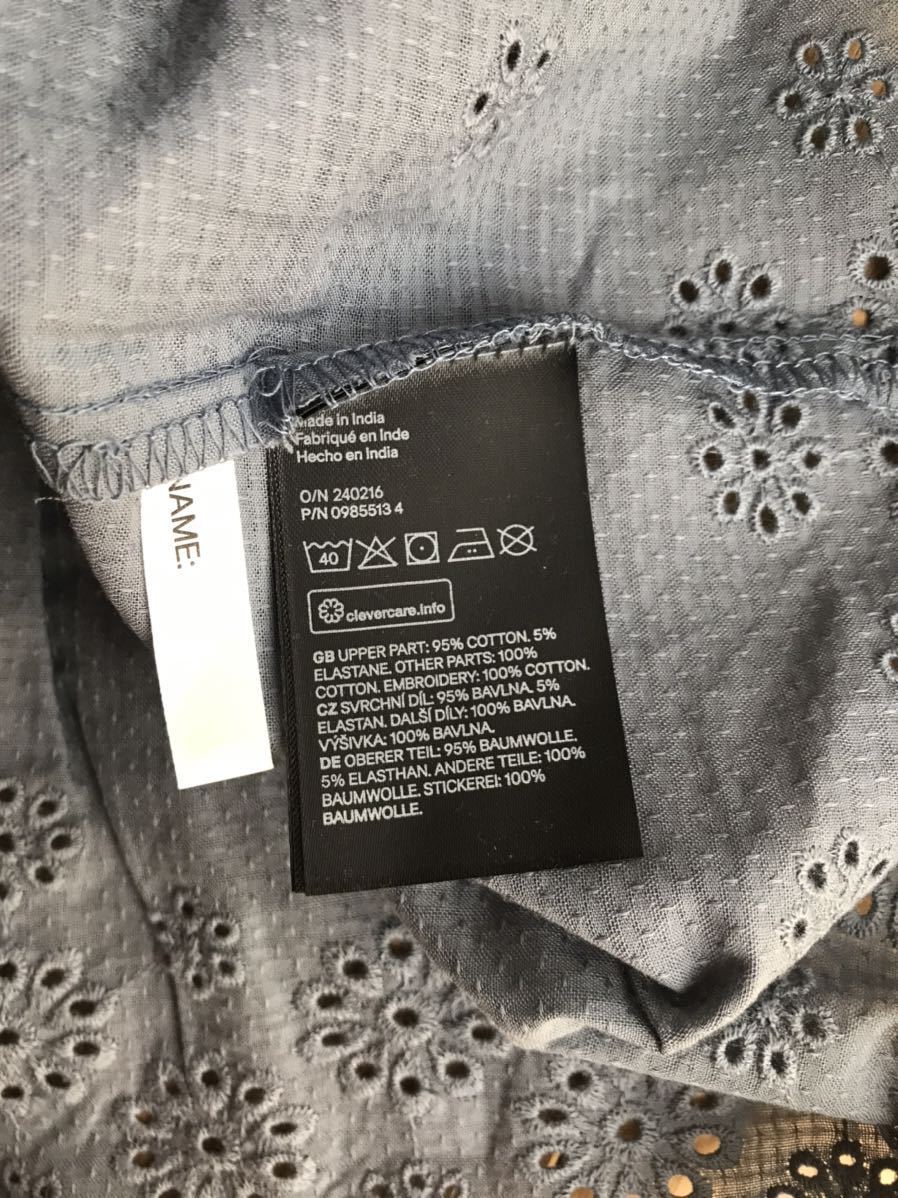 Made in India
Fabriqué en Inde
Hecho en India
O/N 240216
P/N 0985513 4
40
clevercare.info
GB UPPER PART: 95% COTTON. 5%
ELASTANE. OTHER PARTS: 100%
COTTON. EMBROIDERY: 100% COTTON.
CZ SVRCHNÍ DÍL: 95% BAVLNA. 5%
ELASTAN. DALŠÍ DÍLY: 100% BAVLNA.
VÝŠIVKA: 100% BAVLNA.
DE OBERER TEIL: 95% BAUMWOLLE.
5% ELASTHAN. ANDERE TEILE: 100%
BAUMWOLLE. STICKEREI: 100%
BAUMWOLLE.
NAME: